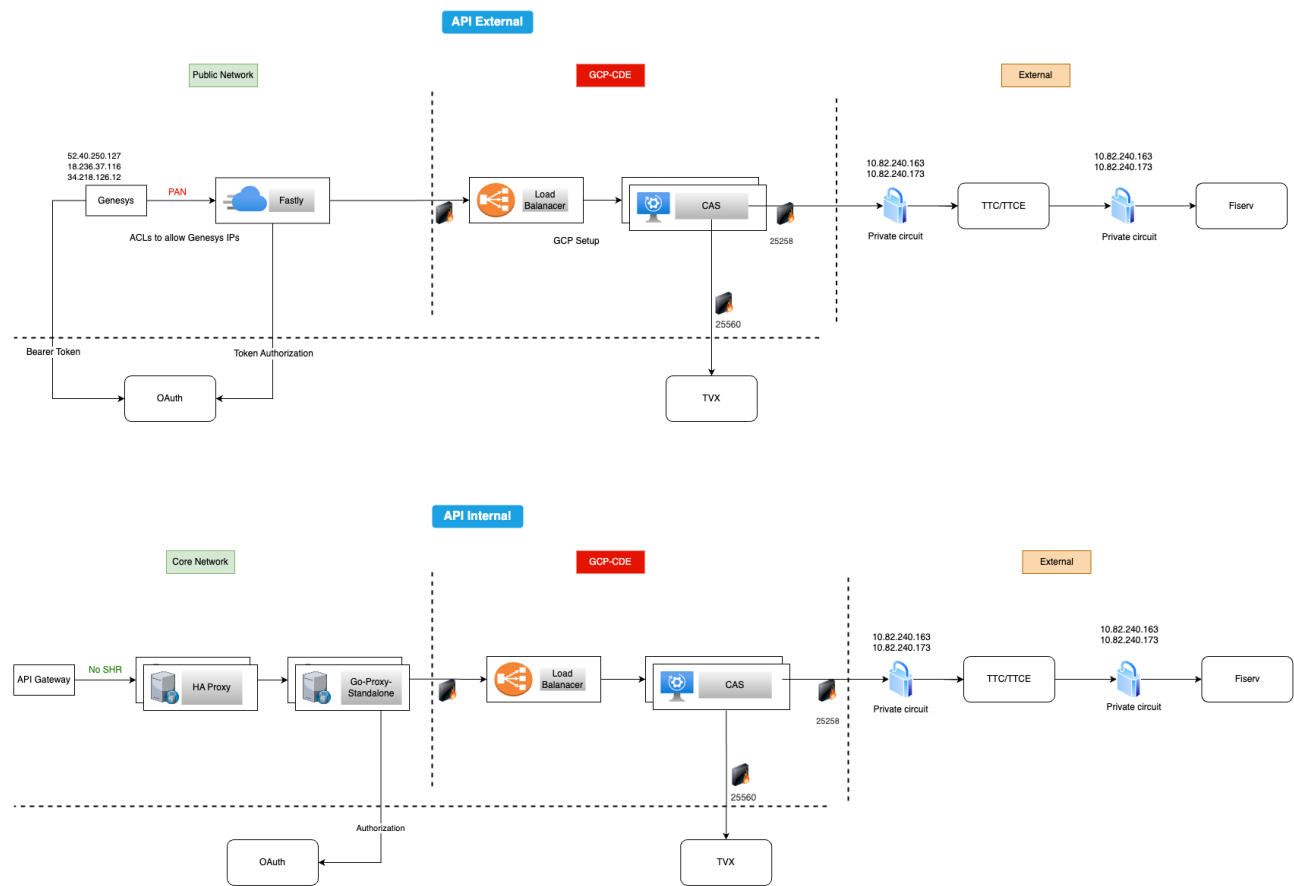 API External
Public Network
GCP-CDE
External
52.40.250.127
18.236.37.116
34.218.126.12
Genesys
PAN
Fastly
ACLs to allow Genesys IPs
Load
Balanacer
GCP Setup
CAS
25258
10.82.240.163
10.82.240.173
Private circuit
TTC/TTCE
10.82.240.163
10.82.240.173
Private circuit
Fiserv
25560
Bearer Token
Token Authorization
OAuth
TVX
API Internal
Core Network
GCP-CDE
External
API Gateway
No SHR
HA Proxy
Go-Proxy-
Standalone
Load
Balanacer
CAS
25258
10.82.240.163
10.82.240.173
Private circuit
TTC/TTCE
10.82.240.163
10.82.240.173
Private circuit
Fiserv
25560
Authorization
OAuth
TVX